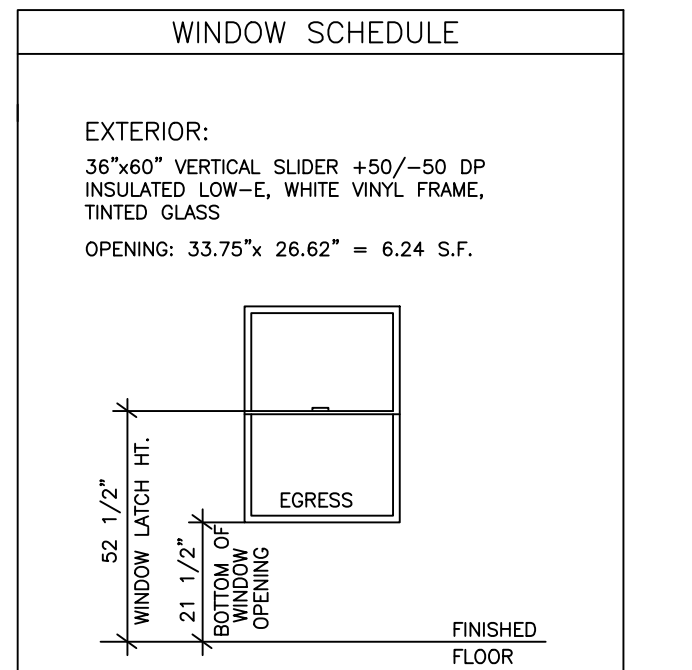 WINDOW SCHEDULE
EXTERIOR:
36"x60" VERTICAL SLIDER +50/-50 DP
INSULATED LOW-E, WHITE VINYL FRAME,
TINTED GLASS
OPENING: 33.75"x 26.62" = 6.24 S.F.
EGRESS
52 1/2"
WINDOW LATCH HT.
21 1/2"
BOTTOM OF
WINDOW
OPENING
FINISHED
FLOOR